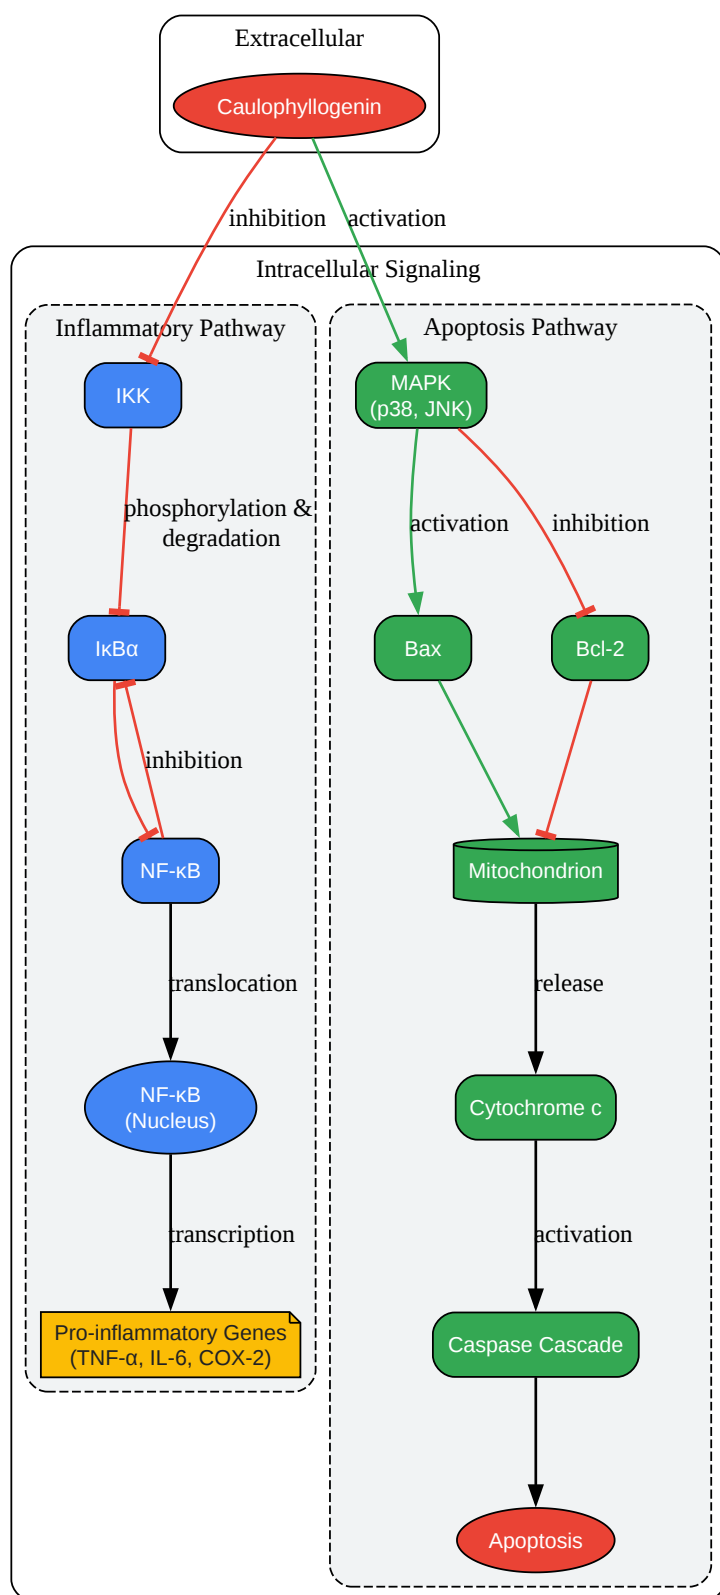 Extracellular
Caulophyllogenin
inhibition
activation
Intracellular Signaling
Inflammatory Pathway
IKK
phosphorylation &
degradation
IκBα
inhibition
NF-κB
translocation
NF-κB
(Nucleus)
transcription
Pro-inflammatory Genes
(TNF-α, IL-6, COX-2)
Apoptosis Pathway
MAPK
(p38, JNK)
activation
inhibition
Bax
Bcl-2
Mitochondrion
release
Cytochrome c
activation
Caspase Cascade
Apoptosis